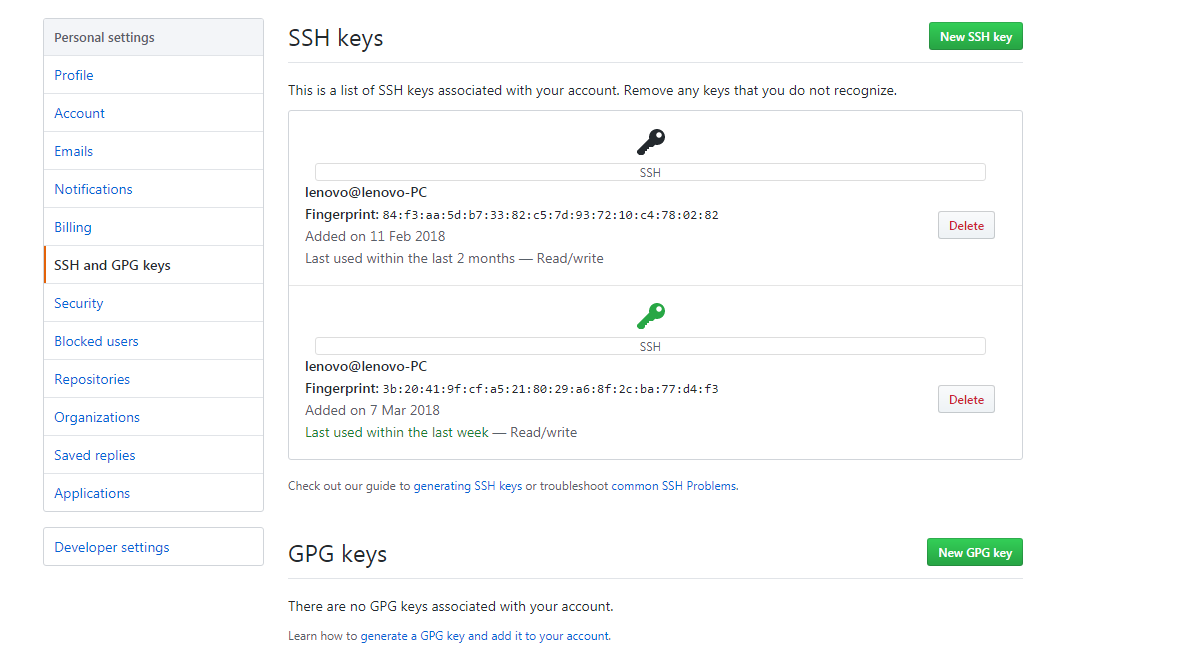 Personal settings
Profile
Account
Emails
Notifications
Billing
SSH and GPG keys
Security
Blocked users
Repositories
Organizations
Saved replies
Applications
Developer settings
SSH keys
New SSH key
This is a list of SSH keys associated with your account. Remove any keys that you do not recognize.
SSH
lenovo@lenovo-PC
Fingerprint: 84:f3:aa:5d:b7:33:82:c5:7d:93:72:10:c4:78:02:82
Added on 11 Feb 2018
Last used within the last 2 months — Read/write
Delete
SSH
lenovo@lenovo-PC
Fingerprint: 3b:20:41:9f:cf:a5:21:80:29:a6:8f:2c:ba:77:d4:f3
Added on 7 Mar 2018
Last used within the last week — Read/write
Delete
Check out our guide to generating SSH keys or troubleshoot common SSH Problems.
GPG keys
New GPG key
There are no GPG keys associated with your account.
Learn how to generate a GPG key and add it to your account.